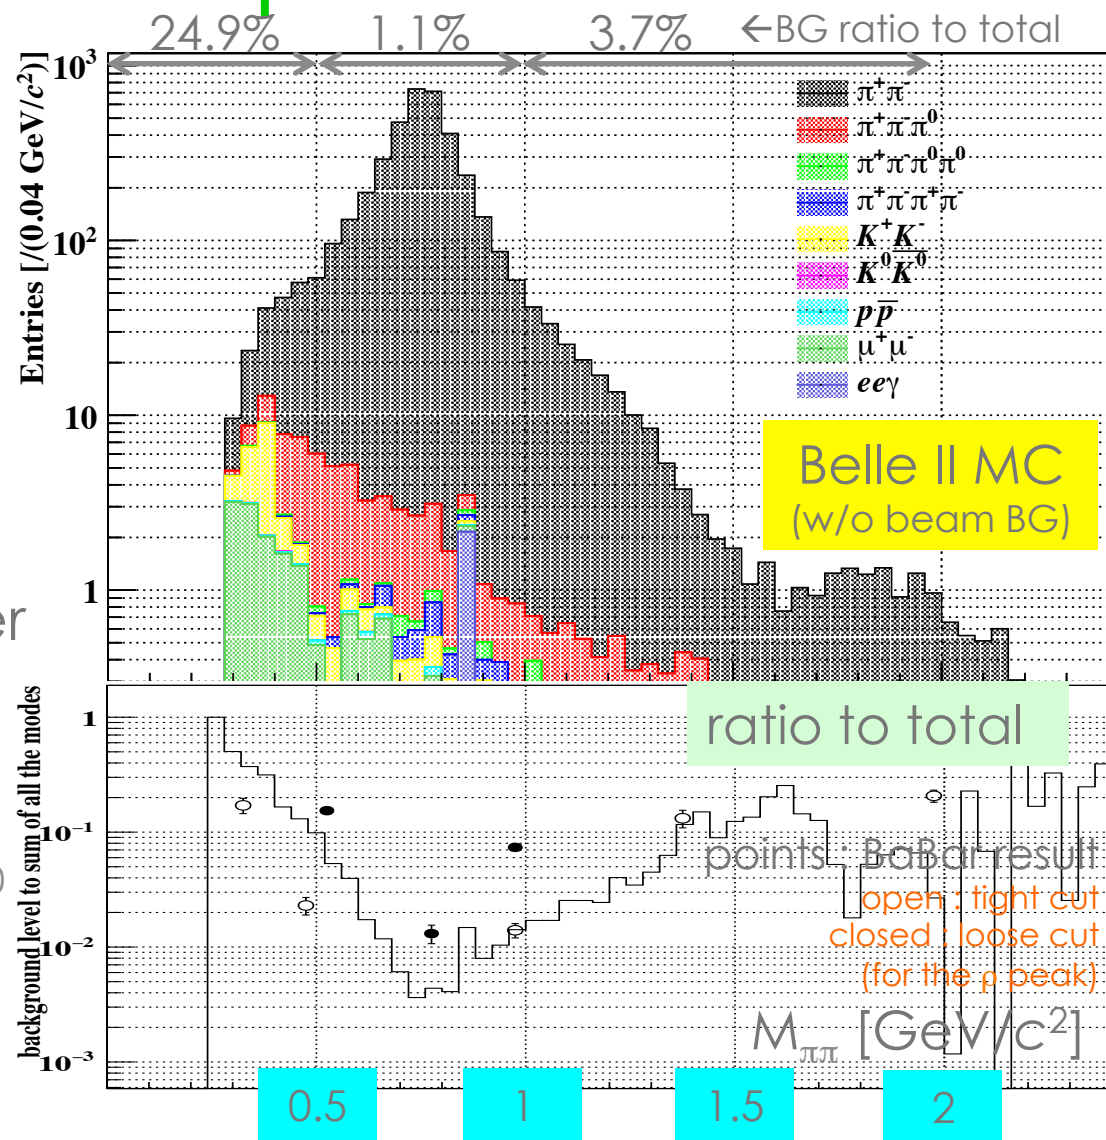 24.9% 1.1% 3.7% ←BG ratio to total
Entries [/(0.04 GeV/c²)]
10³
10²
10
1
π⁺π⁻
π⁺π⁻π⁰
π⁺π⁻π⁰π⁰
π⁺π⁻π⁺π⁻
K⁺K⁻
K⁰K̅⁰
pp̅
μ⁺μ⁻
eeγ
Belle II MC
(w/o beam BG)
er
background level to sum of all the modes
1
10⁻¹
10⁻²
10⁻³
ratio to total
points : BaBar result
open : tight cut
closed : loose cut
(for the ρ peak)
M_ππ [GeV/c²]
0.5 1 1.5 2